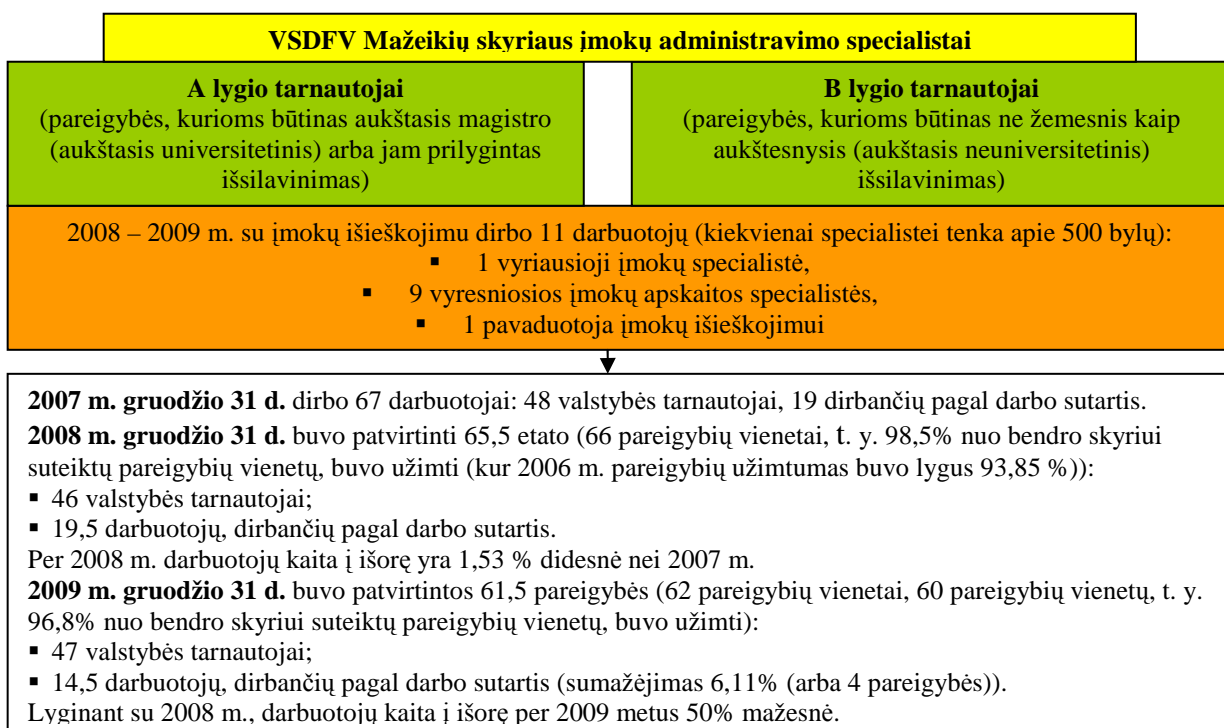 VSDFV Mažeikių skyriaus įmokų administravimo specialistai
A lygio tarnautojai
(pareigybės, kurioms būtinas aukštasis magistro
(aukštasis universitetinis) arba jam prilygintas
išsilavinimas)
B lygio tarnautojai
(pareigybės, kurioms būtinas ne žemesnis kaip
aukštesnysis (aukštasis neuniversitetinis)
išsilavinimas)
2008 – 2009 m. su įmokų išieškojimu dirbo 11 darbuotojų (kiekvienai specialistei tenka apie 500 bylų):
▪ 1 vyriausioji įmokų specialistė,
▪ 9 vyresniosios įmokų apskaitos specialistės,
▪ 1 pavaduotoja įmokų išieškojimui
2007 m. gruodžio 31 d. dirbo 67 darbuotojai: 48 valstybės tarnautojai, 19 dirbančių pagal darbo sutartis.
2008 m. gruodžio 31 d. buvo patvirtinti 65,5 etato (66 pareigybių vienetai, t. y. 98,5% nuo bendro skyriui
suteiktų pareigybių vienetų, buvo užimti (kur 2006 m. pareigybių užimtumas buvo lygus 93,85 %)):
▪ 46 valstybės tarnautojai;
▪ 19,5 darbuotojų, dirbančių pagal darbo sutartis.
Per 2008 m. darbuotojų kaita į išorę yra 1,53 % didesnė nei 2007 m.
2009 m. gruodžio 31 d. buvo patvirtintos 61,5 pareigybė (62 pareigybių vienetai, 60 pareigybių vienetų, t. y.
96,8% nuo bendro skyriui suteiktų pareigybių vienetų, buvo užimti):
▪ 47 valstybės tarnautojai;
▪ 14,5 darbuotojų, dirbančių pagal darbo sutartis (sumažėjimas 6,11% (arba 4 pareigybės)).
Lyginant su 2008 m., darbuotojų kaita į išorę per 2009 metus 50% mažesnė.